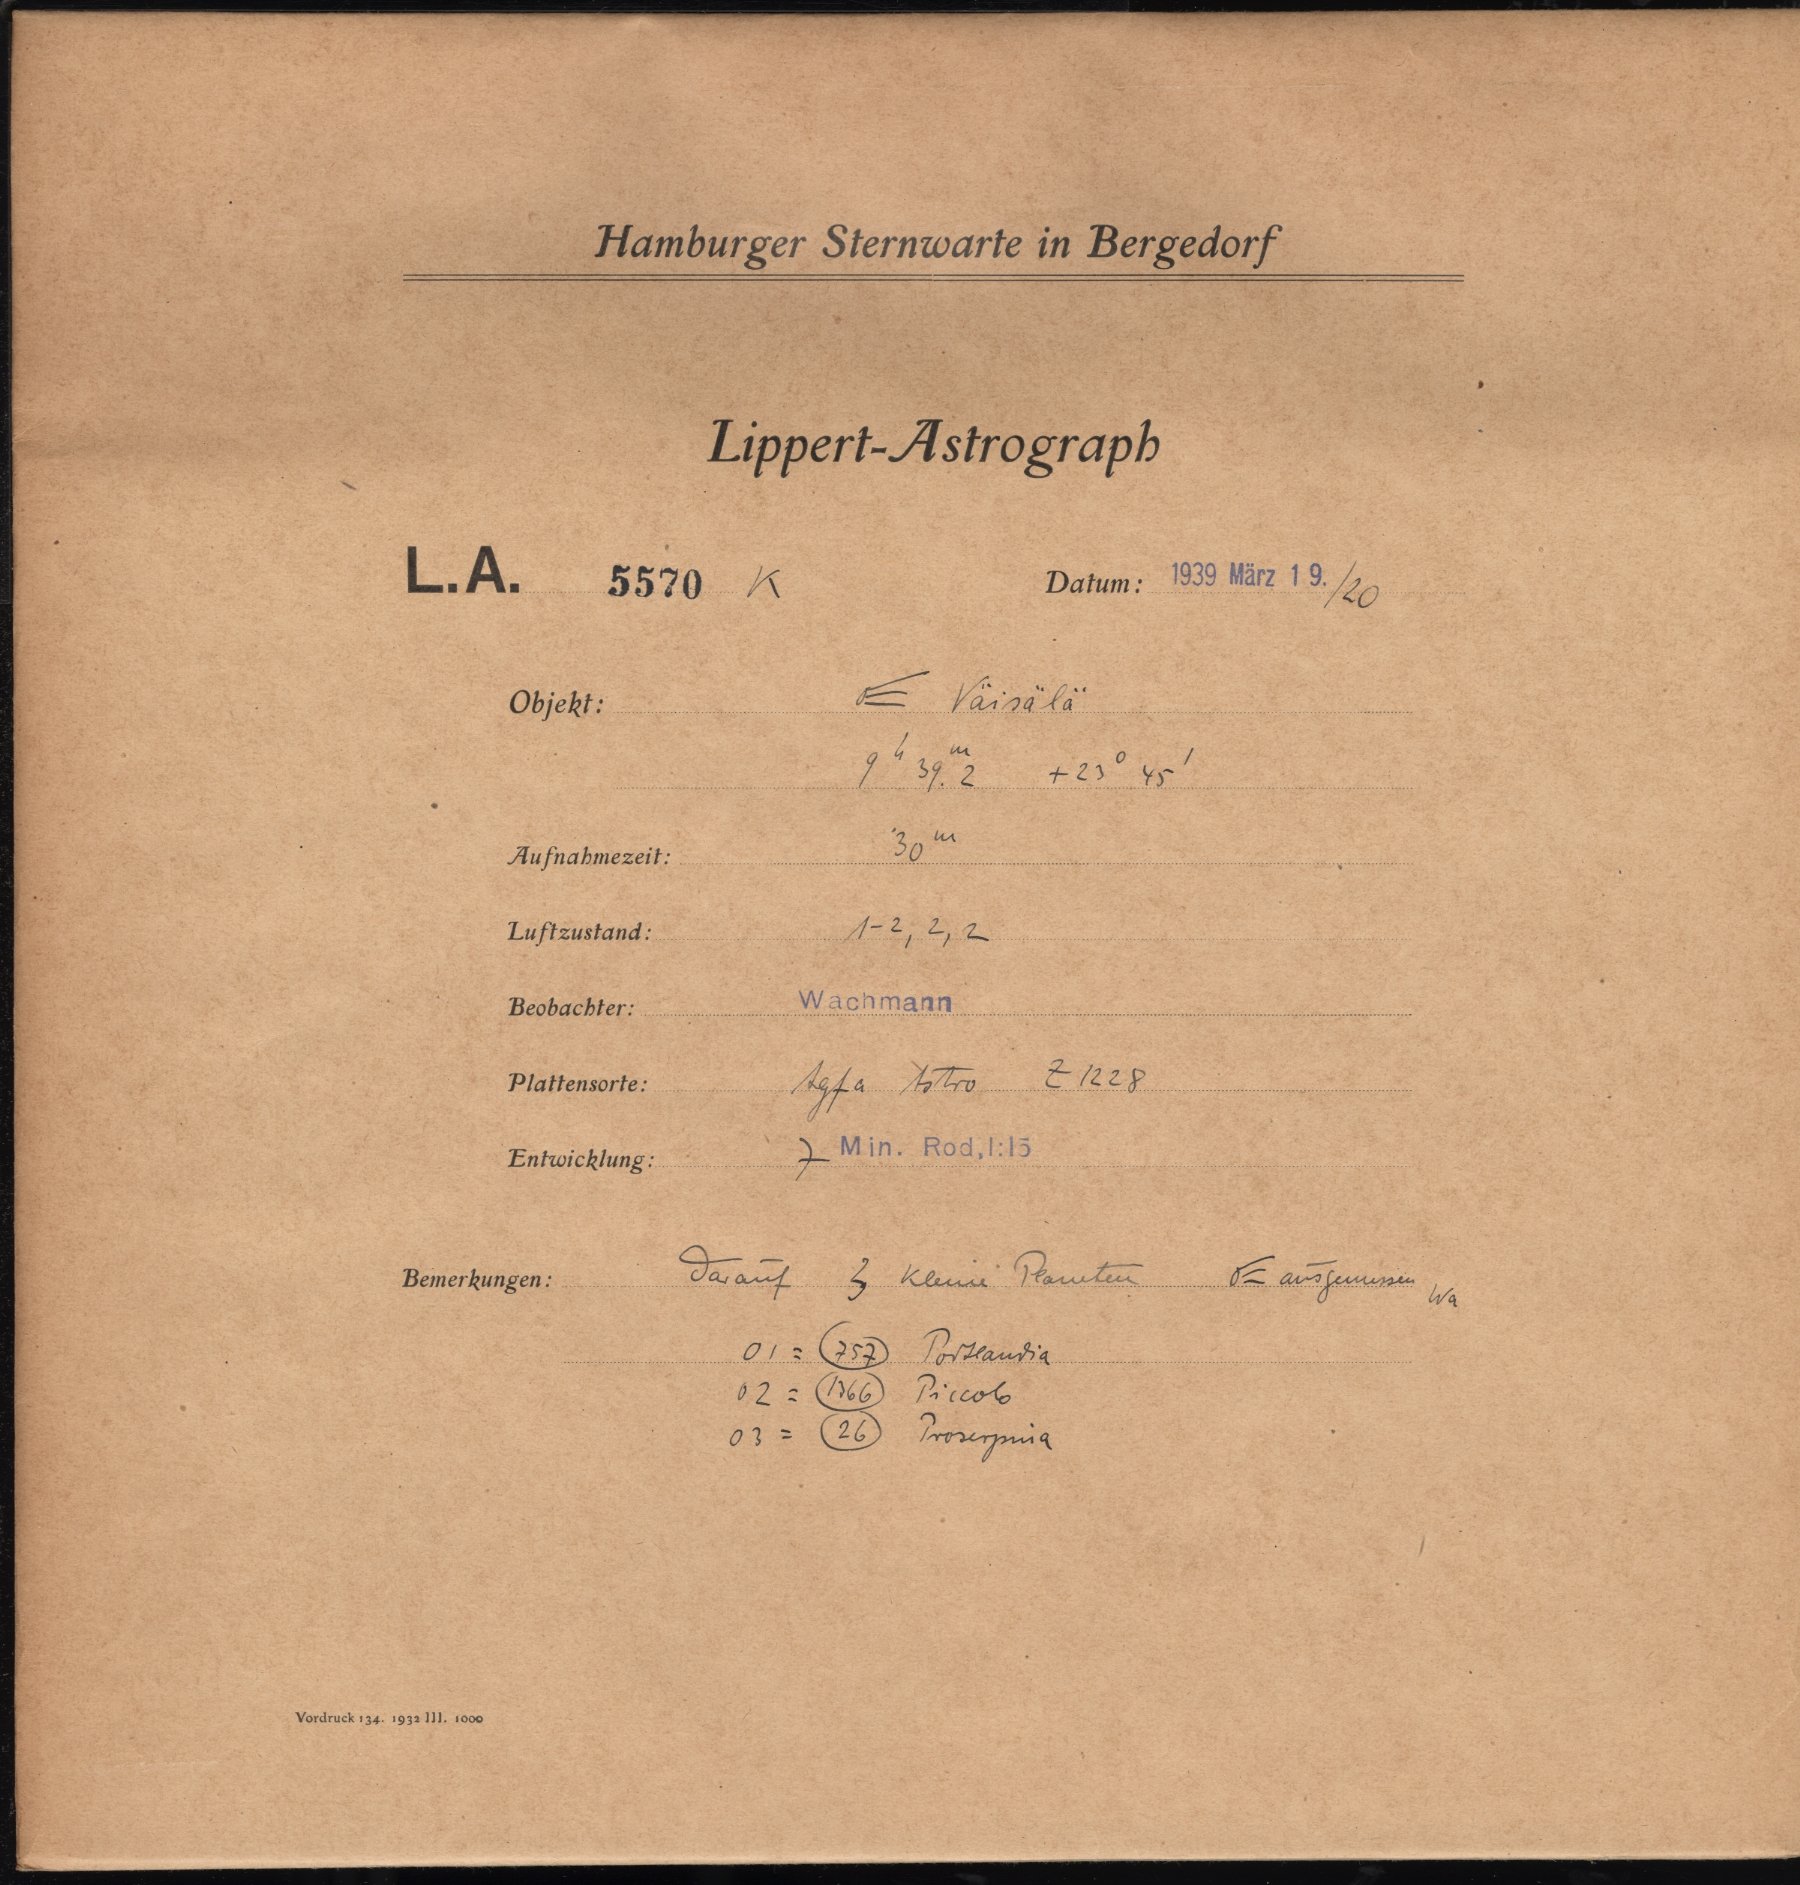 Hamburger Sternwarte in Bergedorf
Lippert-Astrograph
L.A. 5570 K Datum: 1939 März 19./20
Objekt: ☄ Väisälä
9ʰ 39.ᵐ2 +23° 45'
Aufnahmezeit: 30ᵐ
Luftzustand: 1-2, 2, 2
Beobachter: Wachmann
Plattensorte: Agfa Astro Z 1228
Entwicklung: 7 Min. Rod, 1:15
Bemerkungen: Darauf 3 kleine Planeten ☄ ausgemessen Wa
01 = 757 Portlandia
02 = 1366 Piccolo
03 = 26 Proserpina
Vordruck 134. 1932 III. 1000